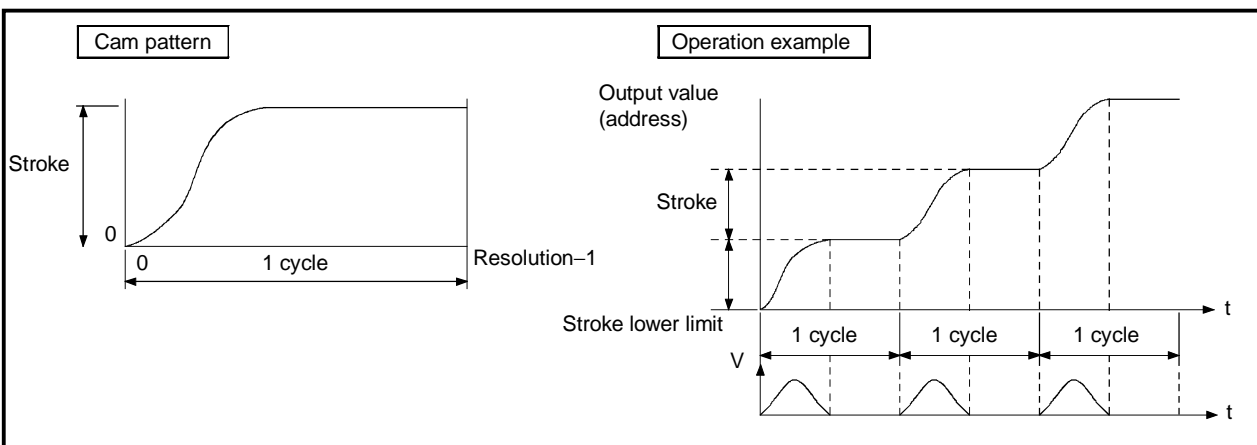 Cam pattern
Stroke
0
0
1 cycle
Resolution–1
Operation example
Output value
(address)
Stroke
Stroke lower limit
t
1 cycle
1 cycle
1 cycle
V
t